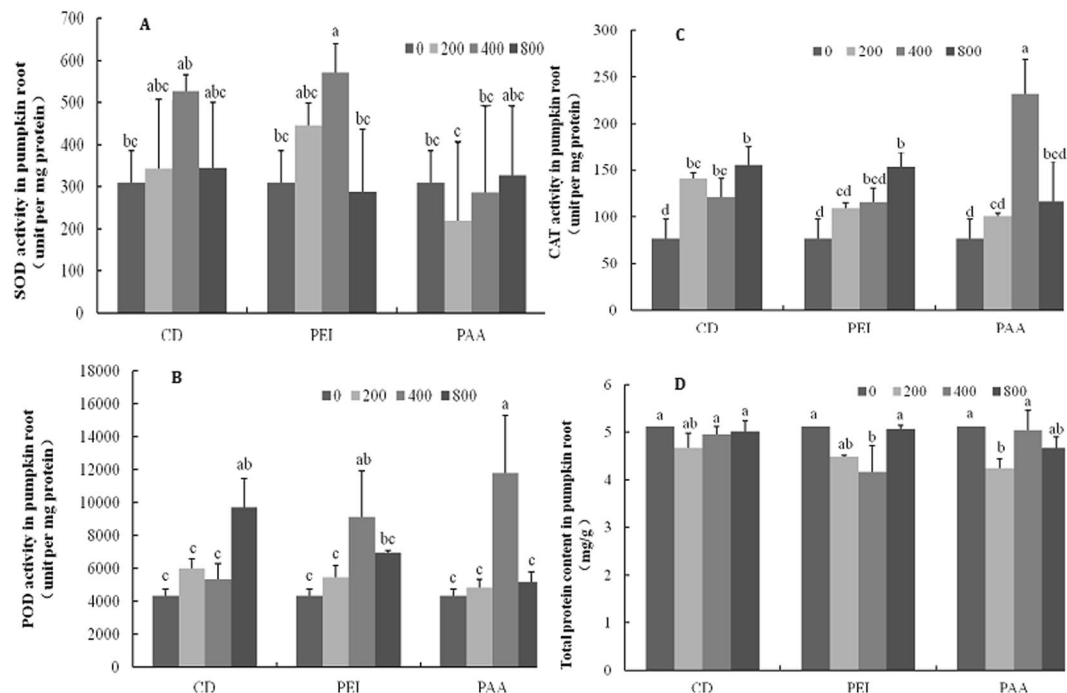 A
SOD activity in pumpkin root
(unit per mg protein)
700
600
500
400
300
200
100
0
0 200 400 800
bc abc ab abc
bc abc a bc
bc c bc abc
CD PEI PAA
C
CAT activity in pumpkin root
(unit per mg protein)
300
250
200
150
100
50
0
0 200 400 800
d bc bc b
d cd bcd b
d cd a bcd
CD PEI PAA
B
POD activity in pumpkin root
(unit per mg protein)
18000
16000
14000
12000
10000
8000
6000
4000
2000
0
0 200 400 800
c c c ab
c c ab bc
c c a c
CD PEI PAA
D
Total protein content in pumpkin root
(mg/g)
6
5
4
3
2
1
0
0 200 400 800
a ab a a
a ab b a
a b a ab
CD PEI PAA